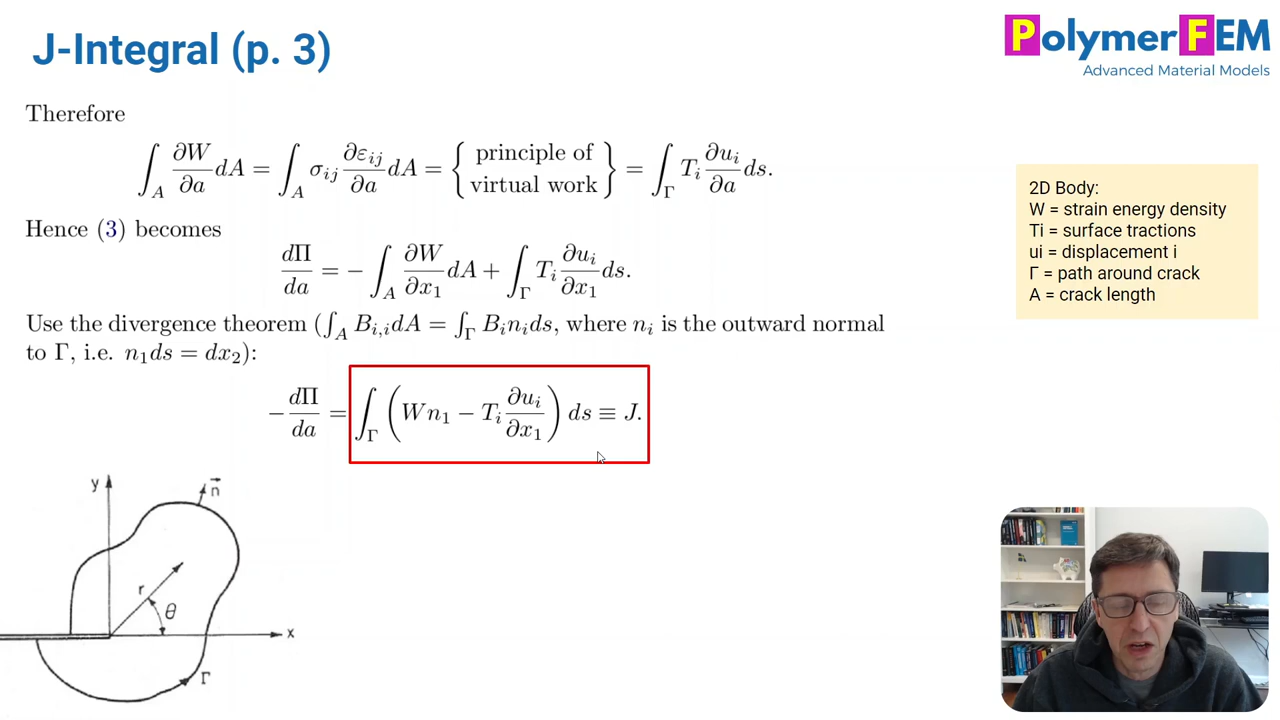 J-Integral (p. 3)
PolymerFEM
Advanced Material Models
Therefore
∫_A ∂W/∂a dA = ∫_A σ_ij ∂ε_ij/∂a dA = { principle of virtual work } = ∫_Γ T_i ∂u_i/∂a ds.
Hence (3) becomes
dΠ/da = − ∫_A ∂W/∂x_1 dA + ∫_Γ T_i ∂u_i/∂x_1 ds.
Use the divergence theorem (∫_A B_i,i dA = ∫_Γ B_i n_i ds, where n_i is the outward normal
to Γ, i.e. n_1 ds = dx_2):
− dΠ/da = ∫_Γ ( W n_1 − T_i ∂u_i/∂x_1 ) ds ≡ J.
2D Body:
W = strain energy density
Ti = surface tractions
ui = displacement i
Γ = path around crack
A = crack length
y
n⃗
r
θ
x
Γ